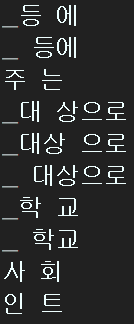 _등 에
_ 등에
주 는
_대 상으로
_대상 으로
_ 대상으로
_학 교
_ 학교
사 회
인 트